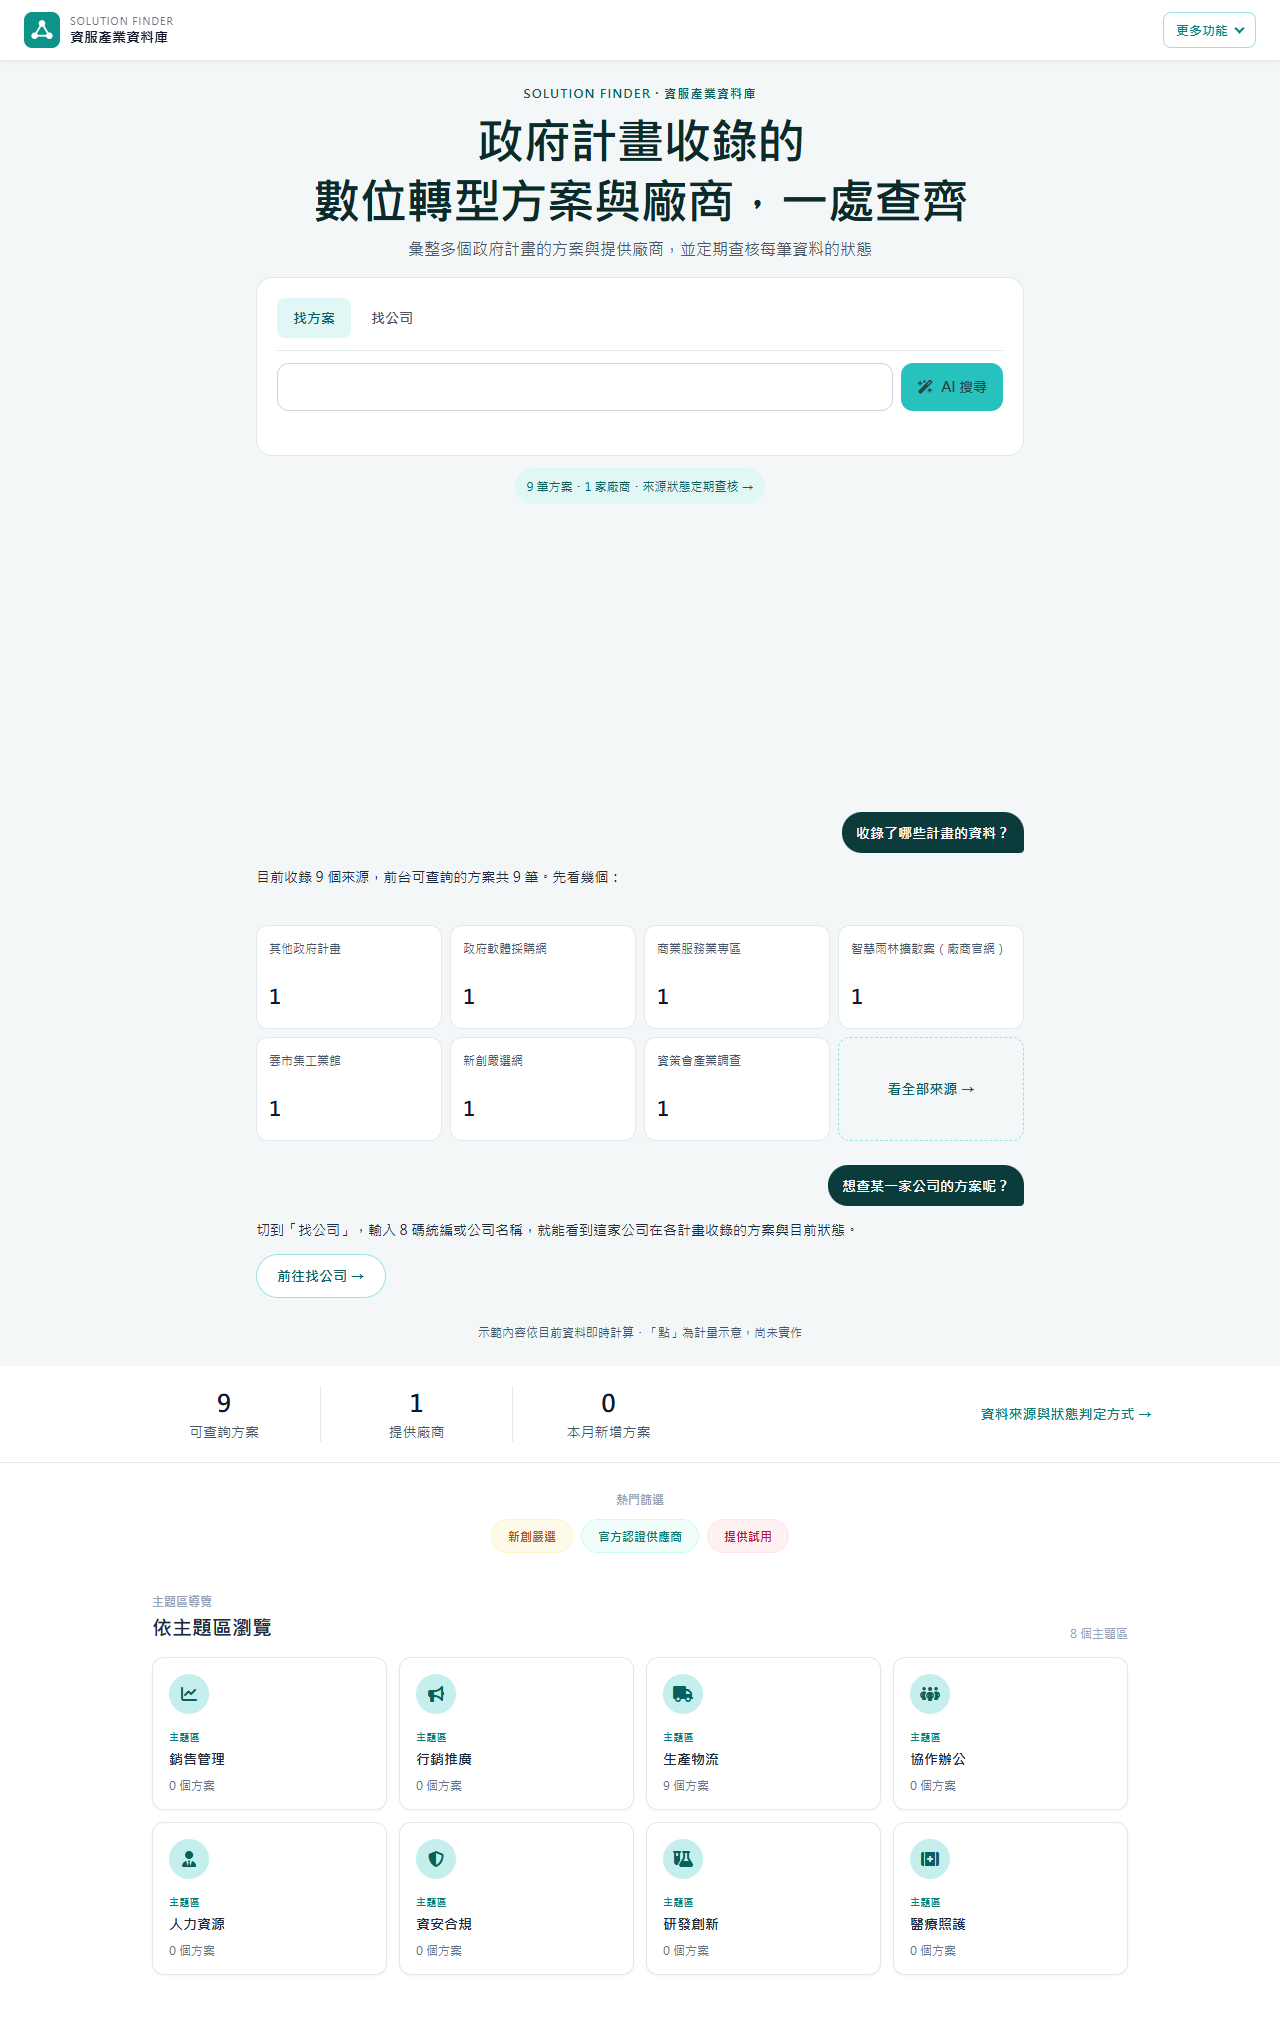 SOLUTION FINDER
資服產業資料庫
更多功能
SOLUTION FINDER · 資服產業資料庫
政府計畫收錄的
數位轉型方案與廠商，一處查齊
彙整多個政府計畫的方案與提供廠商，並定期查核每筆資料的狀態
找方案
找公司
AI 搜尋
9 筆方案 · 1 家廠商 · 來源狀態定期查核 →
收錄了哪些計畫的資料？
目前收錄 9 個來源，前台可查詢的方案共 9 筆。先看幾個：
其他政府計畫
政府軟體採購網
商業服務業專區
智慧雨林擴散案（廠商官網）
1
1
1
1
雲市集工業館
新創嚴選網
資策會產業調查
看全部來源 →
1
1
1
想查某一家公司的方案呢？
切到「找公司」，輸入 8 碼統編或公司名稱，就能看到這家公司在各計畫收錄的方案與目前狀態。
前往找公司 →
示範內容依目前資料即時計算 · 「點」為計量示意，尚未實作
9
可查詢方案
1
提供廠商
0
本月新增方案
資料來源與狀態判定方式 →
熱門篩選
新創嚴選
官方認證供應商
提供試用
主題區導覽
依主題區瀏覽
8 個主題區
主題區
銷售管理
0 個方案
主題區
行銷推廣
0 個方案
主題區
生產物流
9 個方案
主題區
協作辦公
0 個方案
主題區
人力資源
0 個方案
主題區
資安合規
0 個方案
主題區
研發創新
0 個方案
主題區
醫療照護
0 個方案